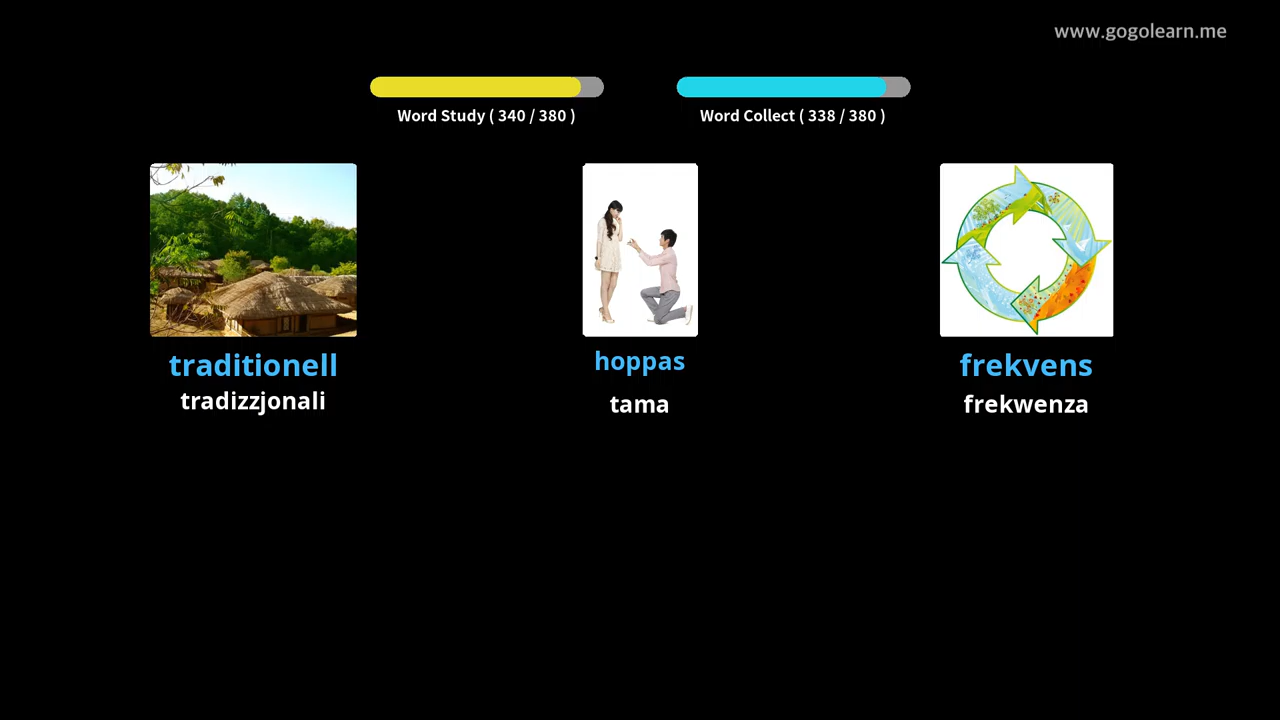 www.gogolearn.me
Word Study ( 340 / 380 )
Word Collect ( 338 / 380 )
traditionell
tradizzjonali
hoppas
tama
frekvens
frekwenza